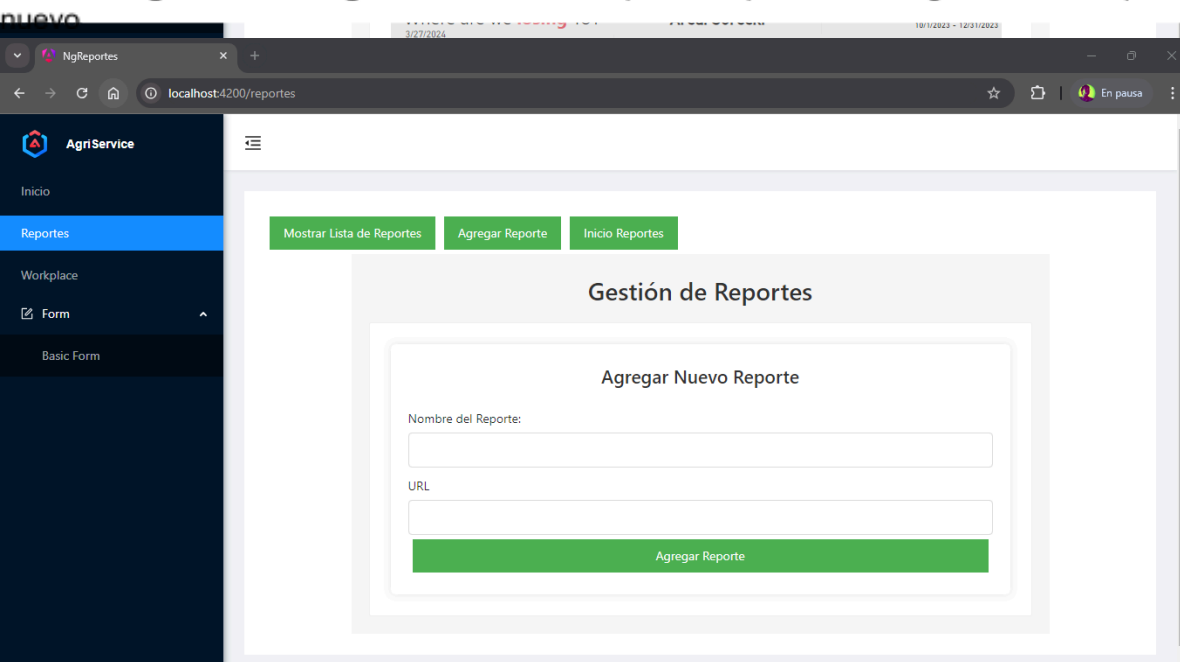 nuevo
3/27/2024
10/1/2023 - 12/31/2023
NgReportes
localhost:4200/reportes
En pausa
AgriService
Inicio
Reportes
Mostrar Lista de Reportes
Agregar Reporte
Inicio Reportes
Workplace
Gestión de Reportes
Form
Basic Form
Agregar Nuevo Reporte
Nombre del Reporte:
URL
Agregar Reporte